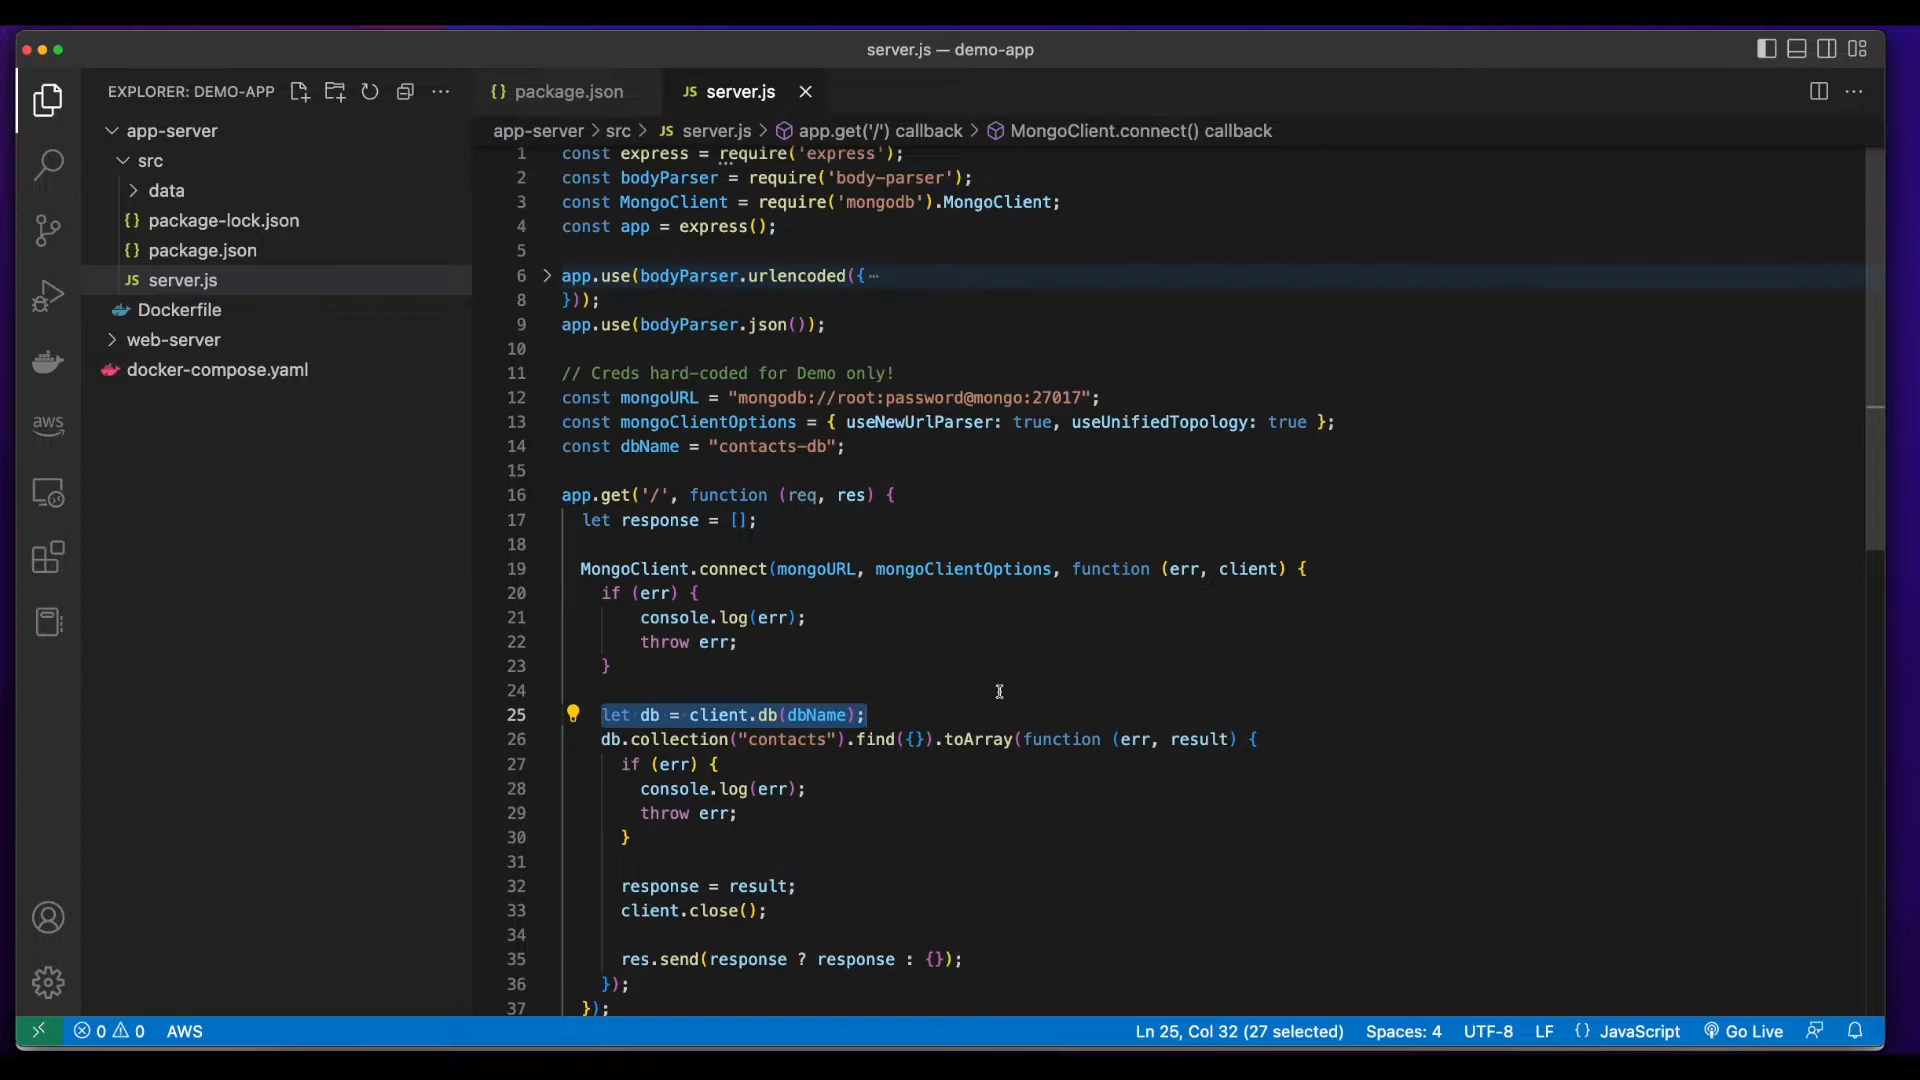 server.js — demo-app
EXPLORER: DEMO-APP
package.json
JS server.js
app-server > src > JS server.js > app.get('/') callback > MongoClient.connect() callback
app-server
src
data
package-lock.json
package.json
JS server.js
Dockerfile
web-server
docker-compose.yaml
aws
1 const express = require('express');
2 const bodyParser = require('body-parser');
3 const MongoClient = require('mongodb').MongoClient;
4 const app = express();
5
6 app.use(bodyParser.urlencoded({ ⋯
8 }));
9 app.use(bodyParser.json());
10
11 // Creds hard-coded for Demo only!
12 const mongoURL = "mongodb://root:password@mongo:27017";
13 const mongoClientOptions = { useNewUrlParser: true, useUnifiedTopology: true };
14 const dbName = "contacts-db";
15
16 app.get('/', function (req, res) {
17 let response = [];
18
19 MongoClient.connect(mongoURL, mongoClientOptions, function (err, client) {
20 if (err) {
21 console.log(err);
22 throw err;
23 }
24
25 let db = client.db(dbName);
26 db.collection("contacts").find({}).toArray(function (err, result) {
27 if (err) {
28 console.log(err);
29 throw err;
30 }
31
32 response = result;
33 client.close();
34
35 res.send(response ? response : {});
36 });
37 });
0 0 AWS
Ln 25, Col 32 (27 selected) Spaces: 4 UTF-8 LF {} JavaScript Go Live